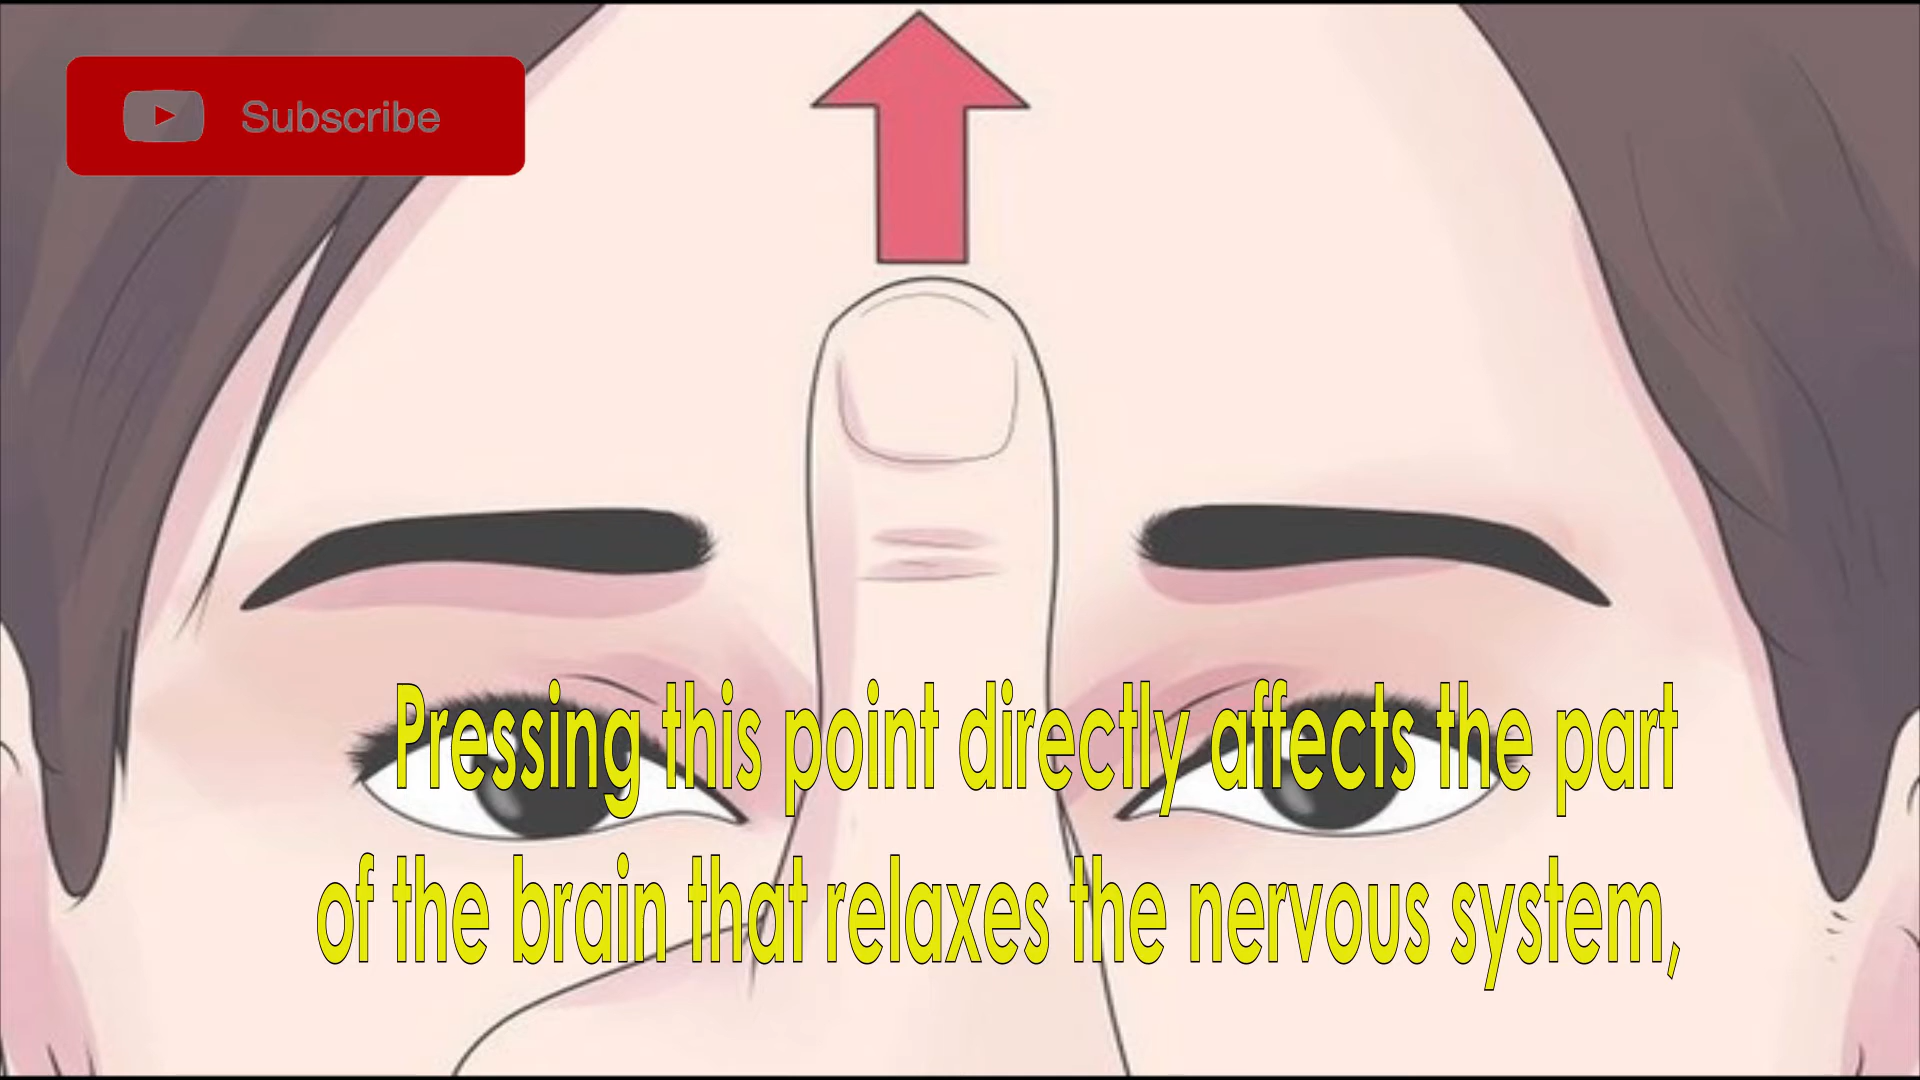 Subscribe
Pressing this point directly affects the part
of the brain that relaxes the nervous system,